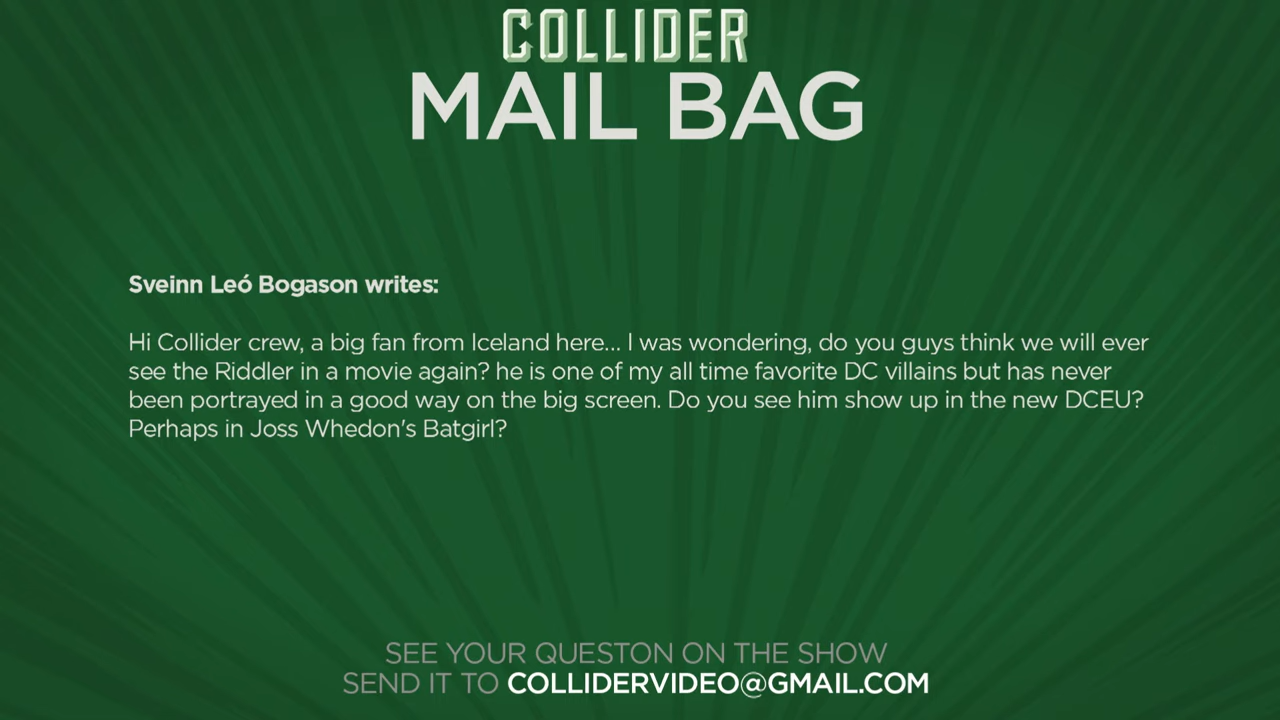 COLLIDER
MAIL BAG
Sveinn Leó Bogason writes:
Hi Collider crew, a big fan from Iceland here... I was wondering, do you guys think we will ever
see the Riddler in a movie again? he is one of my all time favorite DC villains but has never
been portrayed in a good way on the big screen. Do you see him show up in the new DCEU?
Perhaps in Joss Whedon's Batgirl?
SEE YOUR QUESTON ON THE SHOW
SEND IT TO COLLIDERVIDEO@GMAIL.COM